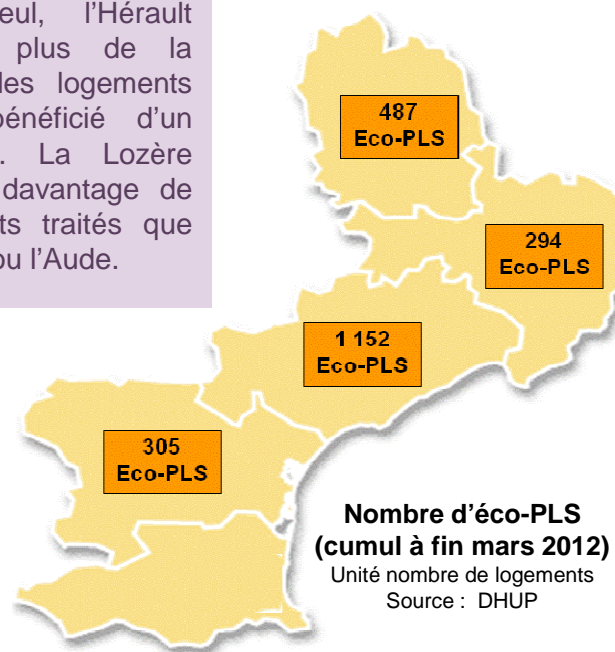 eul, l'Hérault
plus de la
les logements
bénéficié d'un
. La Lozère
davantage de
ts traités que
ou l'Aude.
487
Eco-PLS
294
Eco-PLS
1 152
Eco-PLS
305
Eco-PLS
Nombre d'éco-PLS
(cumul à fin mars 2012)
Unité nombre de logements
Source : DHUP